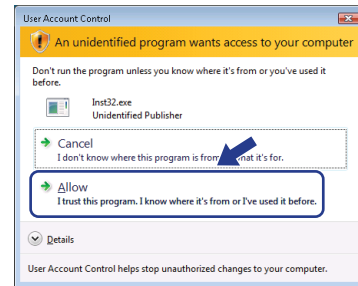 User Account Control
An unidentified program wants access to your computer
Don't run the program unless you know where it's from or you've used it
before.
Inst32.exe
Unidentified Publisher
Cancel
I don't know where this program is from what it's for.
Allow
I trust this program. I know where it's from or I've used it before.
Details
User Account Control helps stop unauthorized changes to your computer.